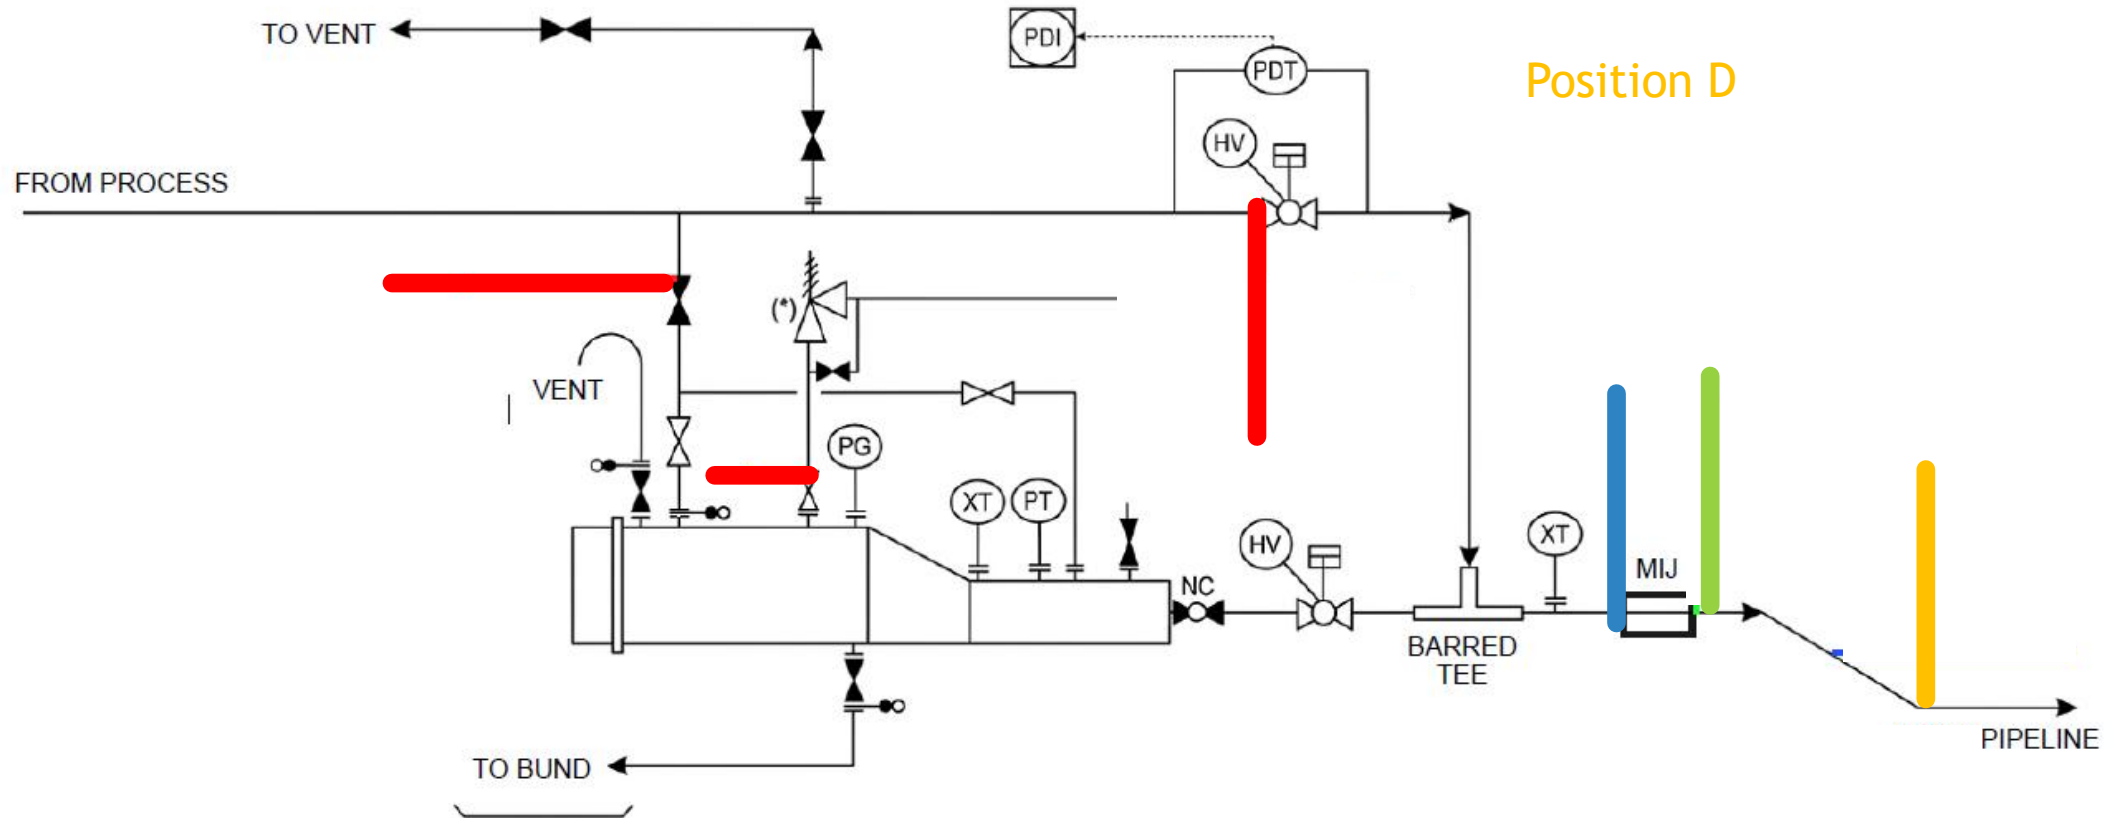 TO VENT
PDI
PDT
Position D
HV
FROM PROCESS
(*)
VENT
PG
XT
PT
HV
NC
XT
MIJ
BARRED
TEE
PIPELINE
TO BUND